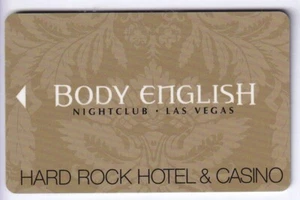 BODY ENGLISH
NIGHTCLUB · LAS VEGAS
HARD ROCK HOTEL & CASINO